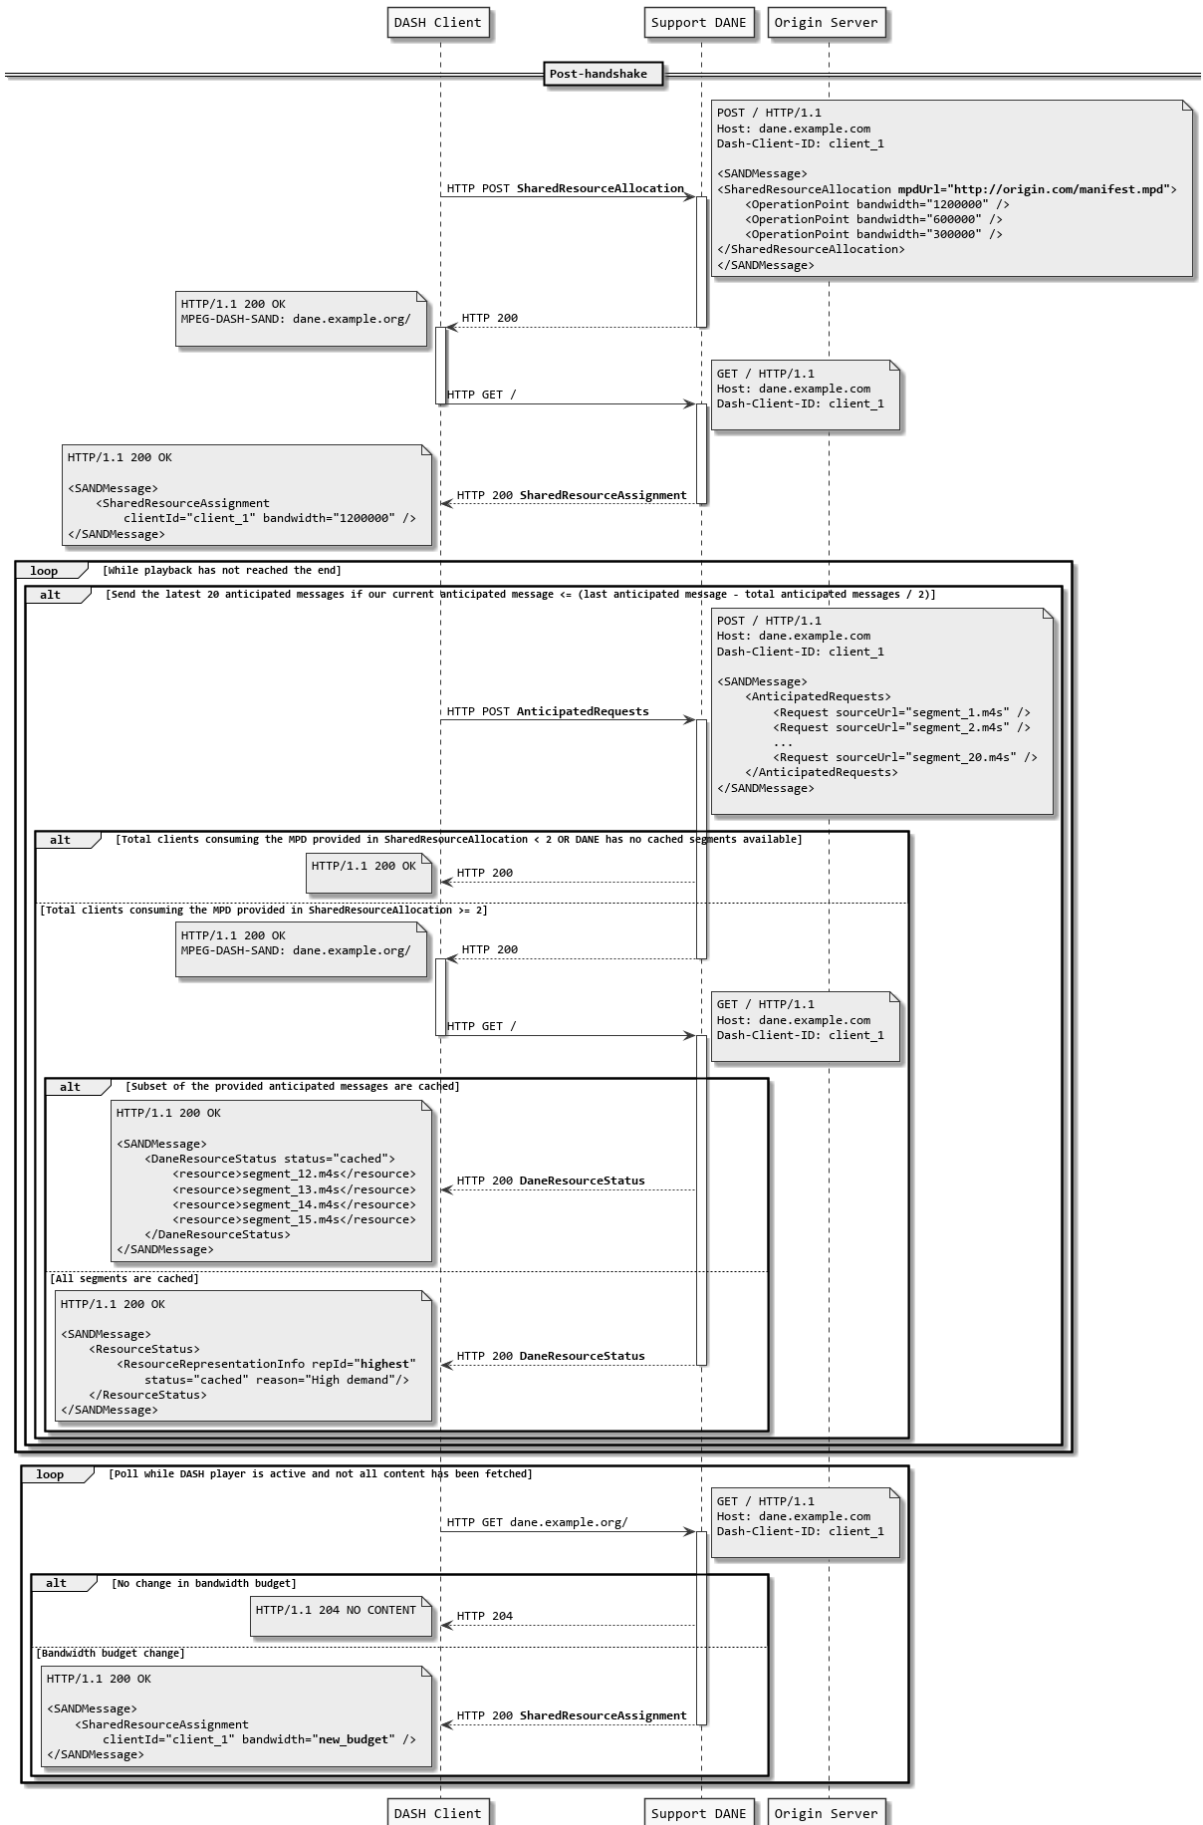 DASH Client
Support DANE
Origin Server
Post-handshake
POST / HTTP/1.1
Host: dane.example.com
Dash-Client-ID: client_1
<SANDMessage>
<SharedResourceAllocation mpdUrl="http://origin.com/manifest.mpd">
<OperationPoint bandwidth="1200000" />
<OperationPoint bandwidth="600000" />
<OperationPoint bandwidth="300000" />
</SharedResourceAllocation>
</SANDMessage>
HTTP POST SharedResourceAllocation
HTTP/1.1 200 OK
MPEG-DASH-SAND: dane.example.org/
HTTP 200
GET / HTTP/1.1
Host: dane.example.com
Dash-Client-ID: client_1
HTTP GET /
HTTP/1.1 200 OK
<SANDMessage>
<SharedResourceAssignment
clientId="client_1" bandwidth="1200000" />
</SANDMessage>
HTTP 200 SharedResourceAssignment
loop [While playback has not reached the end]
alt [Send the latest 20 anticipated messages if our current anticipated message <= (last anticipated message - total anticipated messages / 2)]
POST / HTTP/1.1
Host: dane.example.com
Dash-Client-ID: client_1
<SANDMessage>
<AnticipatedRequests>
<Request sourceUrl="segment_1.m4s" />
<Request sourceUrl="segment_2.m4s" />
...
<Request sourceUrl="segment_20.m4s" />
</AnticipatedRequests>
</SANDMessage>
HTTP POST AnticipatedRequests
alt [Total clients consuming the MPD provided in SharedResourceAllocation < 2 OR DANE has no cached segments available]
HTTP/1.1 200 OK
HTTP 200
[Total clients consuming the MPD provided in SharedResourceAllocation >= 2]
HTTP/1.1 200 OK
MPEG-DASH-SAND: dane.example.org/
HTTP 200
GET / HTTP/1.1
Host: dane.example.com
Dash-Client-ID: client_1
HTTP GET /
alt [Subset of the provided anticipated messages are cached]
HTTP/1.1 200 OK
<SANDMessage>
<DaneResourceStatus status="cached">
<resource>segment_12.m4s</resource>
<resource>segment_13.m4s</resource>
<resource>segment_14.m4s</resource>
<resource>segment_15.m4s</resource>
</DaneResourceStatus>
</SANDMessage>
HTTP 200 DaneResourceStatus
[All segments are cached]
HTTP/1.1 200 OK
<SANDMessage>
<ResourceStatus>
<ResourceRepresentationInfo repId="highest"
status="cached" reason="High demand"/>
</ResourceStatus>
</SANDMessage>
HTTP 200 DaneResourceStatus
loop [Poll while DASH player is active and not all content has been fetched]
GET / HTTP/1.1
Host: dane.example.com
Dash-Client-ID: client_1
HTTP GET dane.example.org/
alt [No change in bandwidth budget]
HTTP/1.1 204 NO CONTENT
HTTP 204
[Bandwidth budget change]
HTTP/1.1 200 OK
<SANDMessage>
<SharedResourceAssignment
clientId="client_1" bandwidth="new_budget" />
</SANDMessage>
HTTP 200 SharedResourceAssignment
DASH Client
Support DANE
Origin Server